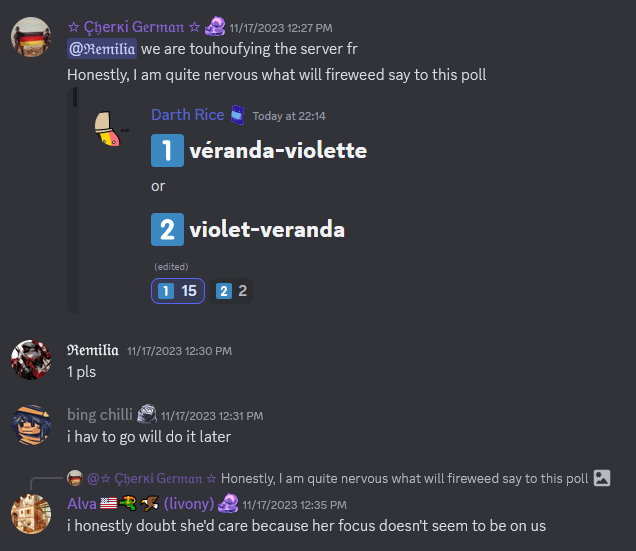 ☆ Çђerкi German ☆ 11/17/2023 12:27 PM
@𝕽𝖊𝖒𝖎𝖑𝖎𝖆 we are touhoufying the server fr
Honestly, I am quite nervous what will fireweed say to this poll
Darth Rice Today at 22:14
1 véranda-violette
or
2 violet-veranda
(edited)
1 15 2 2
𝕽𝖊𝖒𝖎𝖑𝖎𝖆 11/17/2023 12:30 PM
1 pls
bing chilli 11/17/2023 12:31 PM
i hav to go will do it later
@☆ Çђerкi German ☆ Honestly, I am quite nervous what will fireweed say to this poll
Alva (livony) 11/17/2023 12:35 PM
i honestly doubt she'd care because her focus doesn't seem to be on us